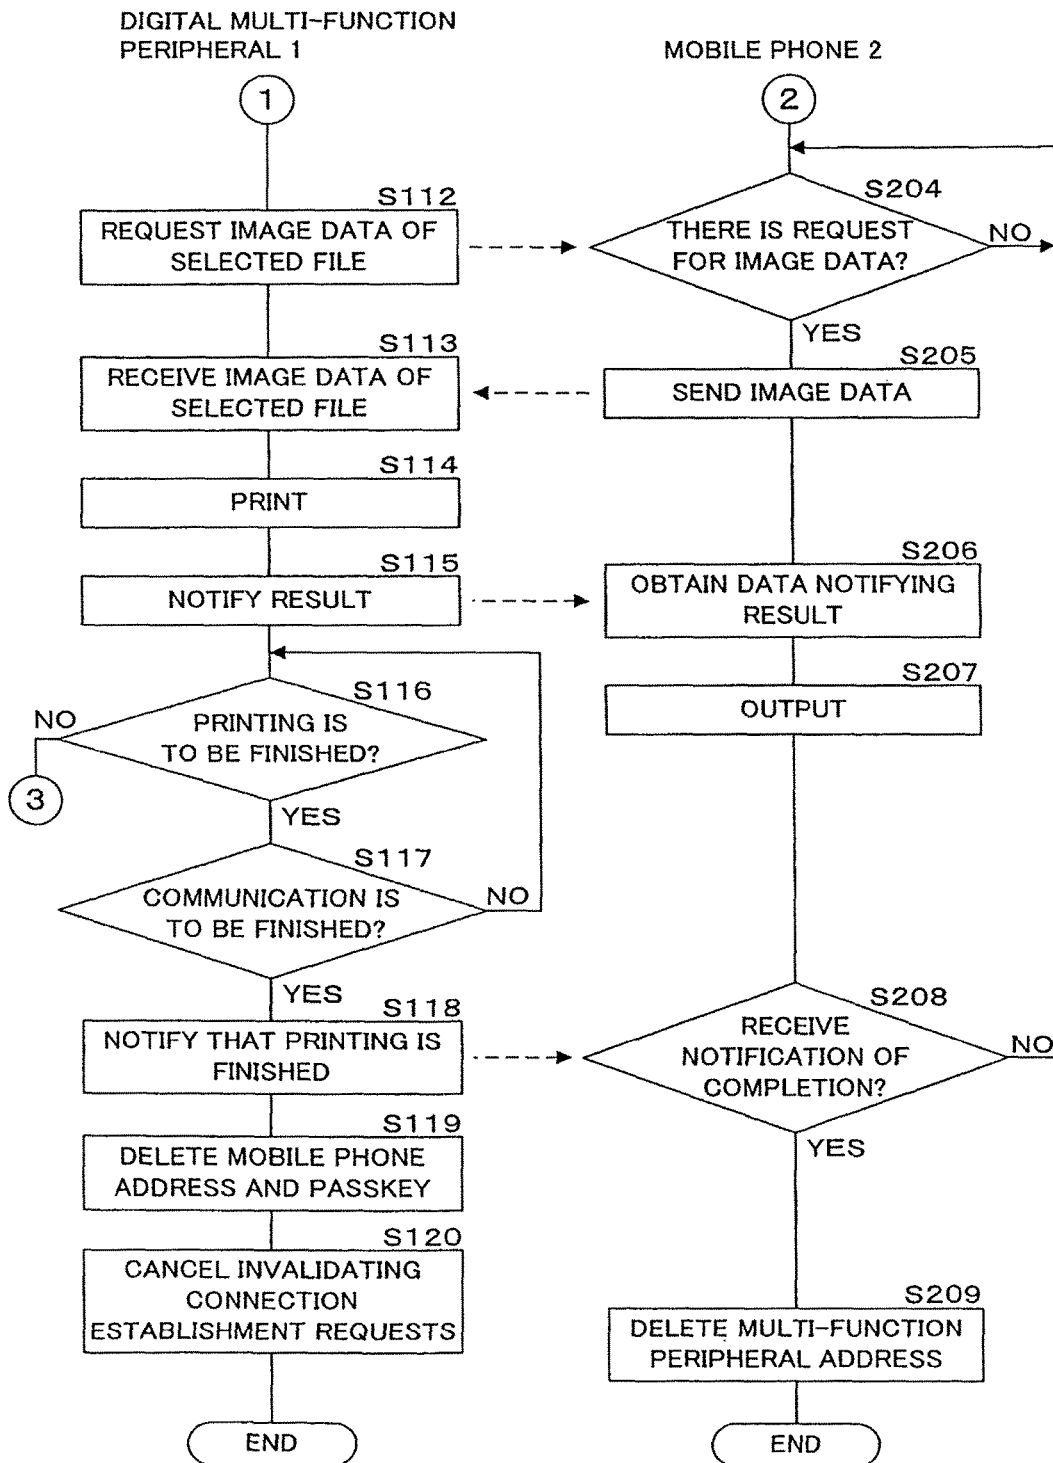 DIGITAL MULTI-FUNCTION
PERIPHERAL 1
MOBILE PHONE 2
1
2
S112
REQUEST IMAGE DATA OF
SELECTED FILE
S204
THERE IS REQUEST
FOR IMAGE DATA?
NO
YES
S113
RECEIVE IMAGE DATA OF
SELECTED FILE
S205
SEND IMAGE DATA
S114
PRINT
S115
NOTIFY RESULT
S206
OBTAIN DATA NOTIFYING
RESULT
S116
PRINTING IS
TO BE FINISHED?
NO
3
YES
S207
OUTPUT
S117
COMMUNICATION IS
TO BE FINISHED?
NO
YES
S118
NOTIFY THAT PRINTING IS
FINISHED
S208
RECEIVE
NOTIFICATION OF
COMPLETION?
NO
YES
S119
DELETE MOBILE PHONE
ADDRESS AND PASSKEY
S120
CANCEL INVALIDATING
CONNECTION
ESTABLISHMENT REQUESTS
S209
DELETE MULTI-FUNCTION
PERIPHERAL ADDRESS
END
END